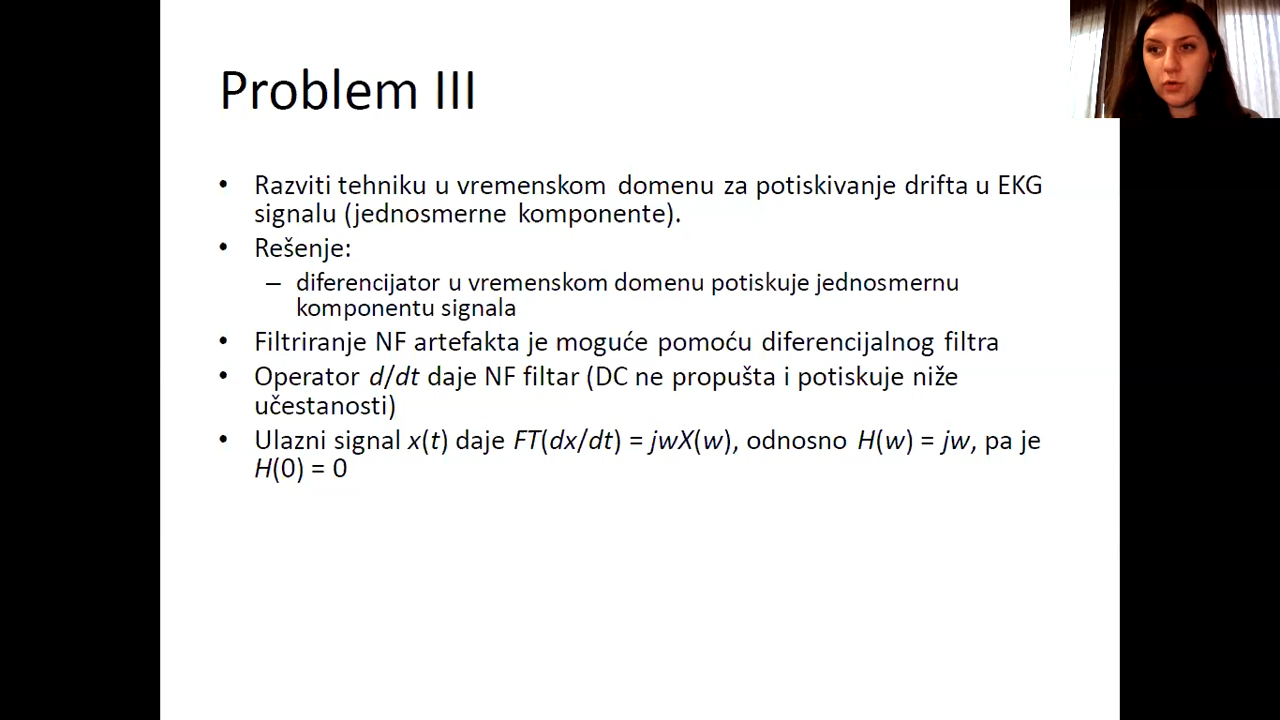 Problem III
• Razviti tehniku u vremenskom domenu za potiskivanje drifta u EKG
signalu (jednosmerne komponente).
• Rešenje:
– diferencijator u vremenskom domenu potiskuje jednosmernu
komponentu signala
• Filtriranje NF artefakta je moguće pomoću diferencijalnog filtra
• Operator d/dt daje NF filtar (DC ne propušta i potiskuje niže
učestanosti)
• Ulazni signal x(t) daje FT(dx/dt) = jwX(w), odnosno H(w) = jw, pa je
H(0) = 0